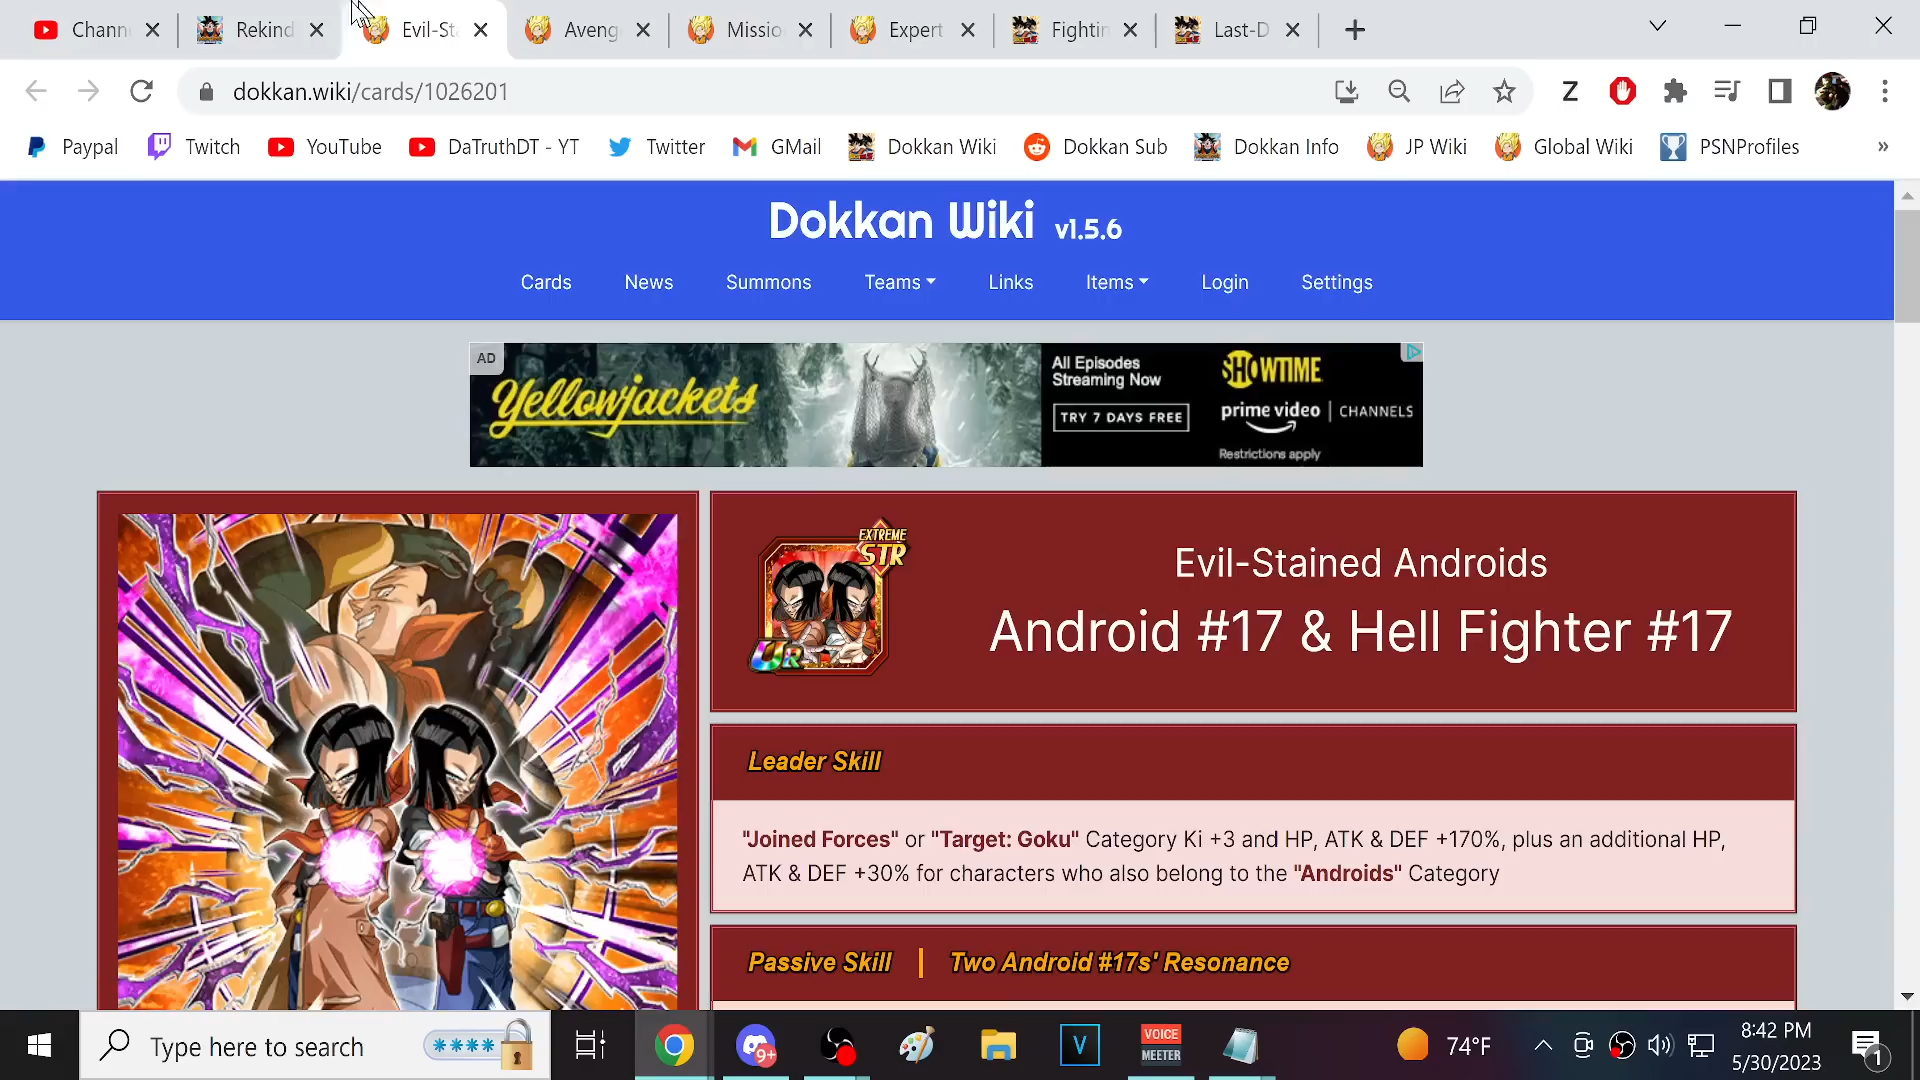 Chann
Rekind
Evil-St
Aveng
Missio
Expert
Fightin
Last-D
dokkan.wiki/cards/1026201
Z
Paypal
Twitch
YouTube
DaTruthDT - YT
Twitter
GMail
Dokkan Wiki
Dokkan Sub
Dokkan Info
JP Wiki
Global Wiki
PSNProfiles
»
Dokkan Wiki v1.5.6
Cards News Summons Teams Links Items Login Settings
AD
Yellowjackets
All Episodes
Streaming Now
TRY 7 DAYS FREE
SHOWTIME
prime video | CHANNELS
Restrictions apply
EXTREME
STR
UR
Evil-Stained Androids
Android #17 & Hell Fighter #17
Leader Skill
"Joined Forces" or "Target: Goku" Category Ki +3 and HP, ATK & DEF +170%, plus an additional HP,
ATK & DEF +30% for characters who also belong to the "Androids" Category
Passive Skill | Two Android #17s' Resonance
Type here to search
****
9+
V
VOICE
MEETER
74°F
8:42 PM
5/30/2023
1